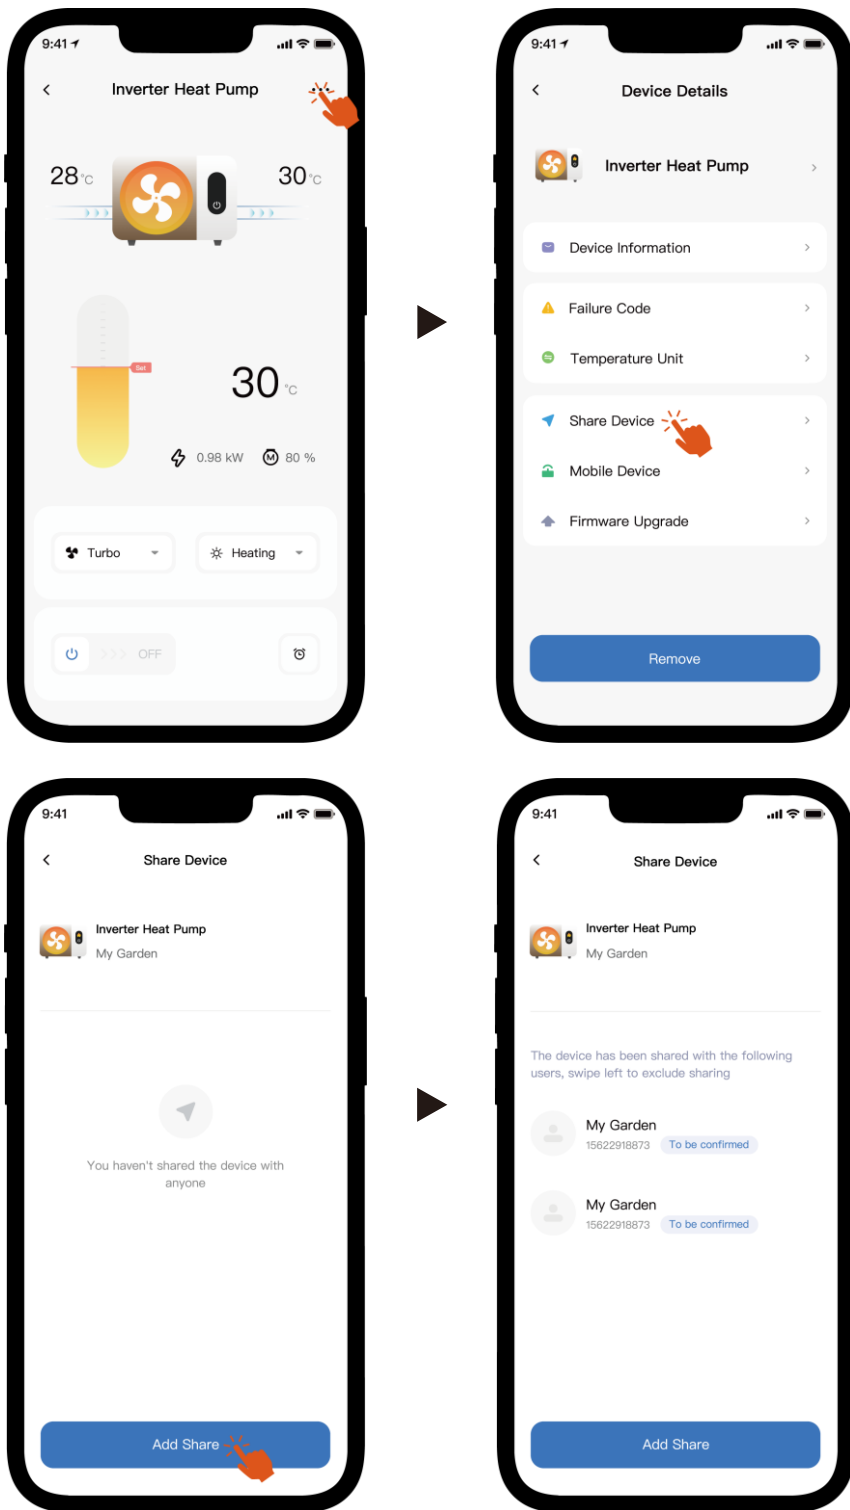 9:41
Inverter Heat Pump
28 °C
30 °C
Set
30 °C
0.98 kW
M
80 %
Turbo
Heating
OFF
9:41
Device Details
Inverter Heat Pump
Device Information
Failure Code
Temperature Unit
Share Device
Mobile Device
Firmware Upgrade
Remove
9:41
Share Device
Inverter Heat Pump
My Garden
You haven't shared the device with
anyone
Add Share
9:41
Share Device
Inverter Heat Pump
My Garden
The device has been shared with the following
users, swipe left to exclude sharing
My Garden
15622918873 To be confirmed
My Garden
15622918873 To be confirmed
Add Share